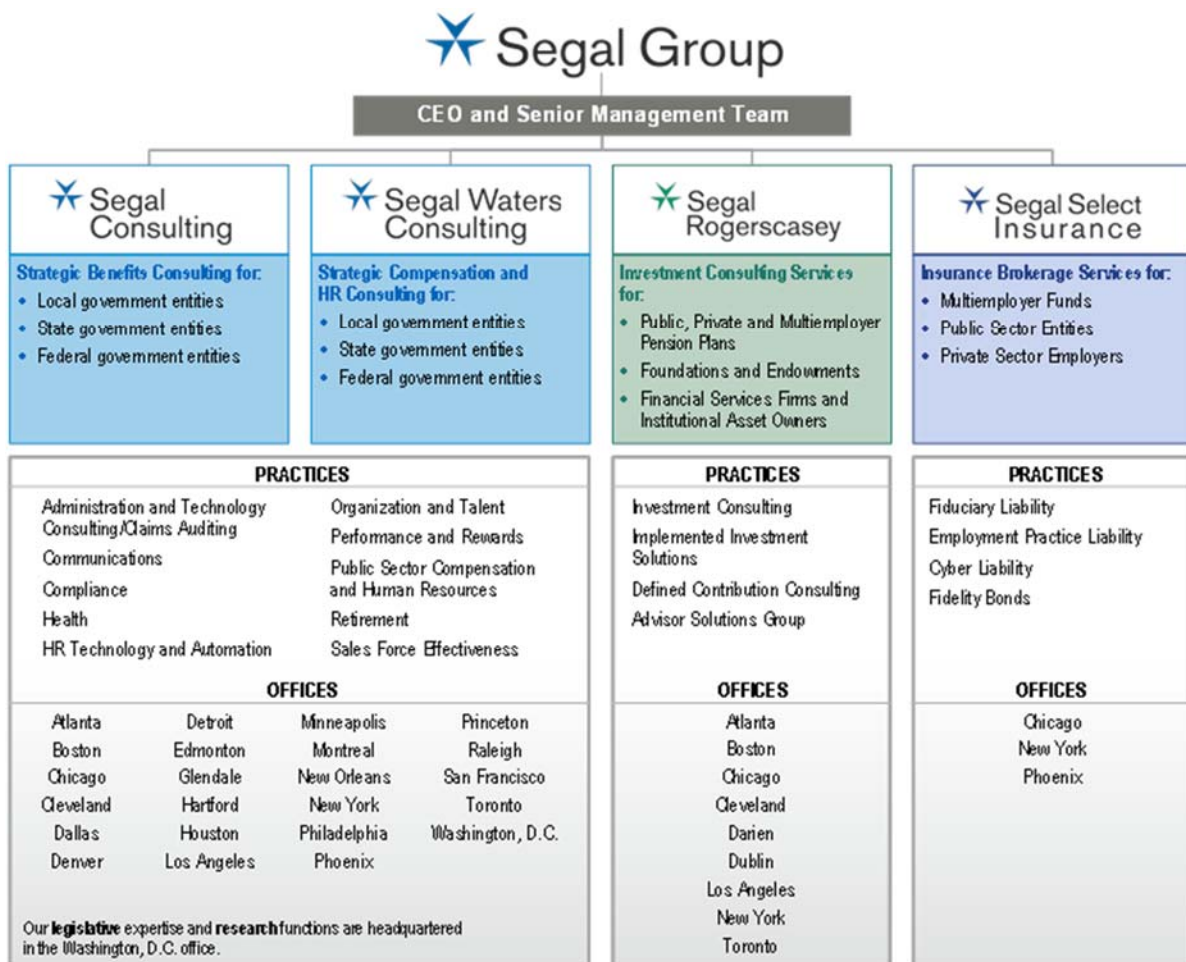 Segal Group
CEO and Senior Management Team
Segal
Consulting
Strategic Benefits Consulting for:
• Local government entities
• State government entities
• Federal government entities
Segal Waters
Consulting
Strategic Compensation and
HR Consulting for:
• Local government entities
• State government entities
• Federal government entities
Segal
Rogerscasey
Investment Consulting Services
for:
• Public, Private and Multiemployer
Pension Plans
• Foundations and Endowments
• Financial Services Firms and
Institutional Asset Owners
Segal Select
Insurance
Insurance Brokerage Services for:
• Multiemployer Funds
• Public Sector Entities
• Private Sector Employers
PRACTICES
Administration and Technology
Consulting/Claims Auditing
Communications
Compliance
Health
HR Technology and Automation
Organization and Talent
Performance and Rewards
Public Sector Compensation
and Human Resources
Retirement
Sales Force Effectiveness
OFFICES
Atlanta
Boston
Chicago
Cleveland
Dallas
Denver
Detroit
Edmonton
Glendale
Hartford
Houston
Los Angeles
Minneapolis
Montreal
New Orleans
New York
Philadelphia
Phoenix
Princeton
Raleigh
San Francisco
Toronto
Washington, D.C.
Our legislative expertise and research functions are headquartered
in the Washington, D.C. office.
PRACTICES
Investment Consulting
Implemented Investment
Solutions
Defined Contribution Consulting
Advisor Solutions Group
OFFICES
Atlanta
Boston
Chicago
Cleveland
Darien
Dublin
Los Angeles
New York
Toronto
PRACTICES
Fiduciary Liability
Employment Practice Liability
Cyber Liability
Fidelity Bonds
OFFICES
Chicago
New York
Phoenix